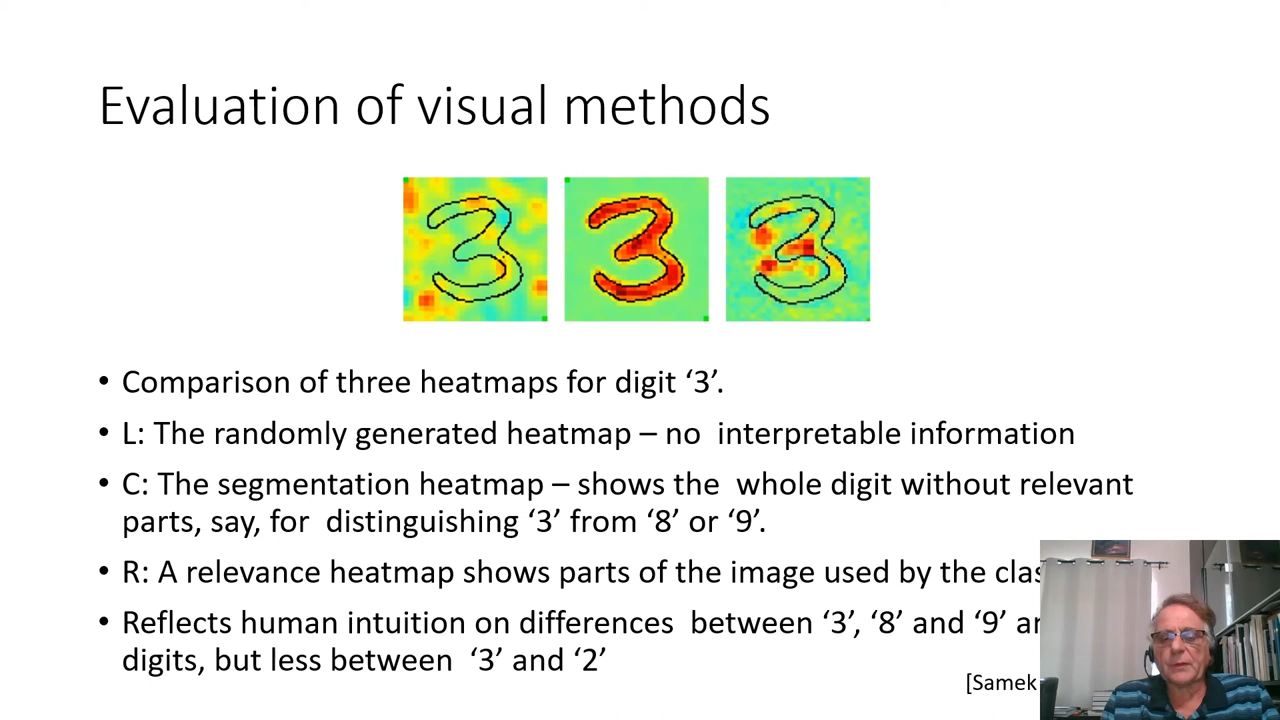 Evaluation of visual methods
• Comparison of three heatmaps for digit ‘3’.
• L: The randomly generated heatmap – no interpretable information
• C: The segmentation heatmap – shows the whole digit without relevant
parts, say, for distinguishing ‘3’ from ‘8’ or ‘9’.
• R: A relevance heatmap shows parts of the image used by the
• Reflects human intuition on differences between ‘3’, ‘8’ and ‘9’
digits, but less between ‘3’ and ‘2’
[Samek